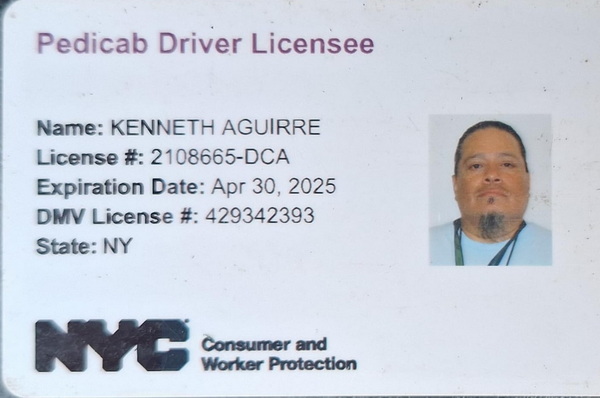 Pedicab Driver Licensee
Name: KENNETH AGUIRRE
License #: 2108665-DCA
Expiration Date: Apr 30, 2025
DMV License #: 429342393
State: NY
NYC Consumer and
Worker Protection